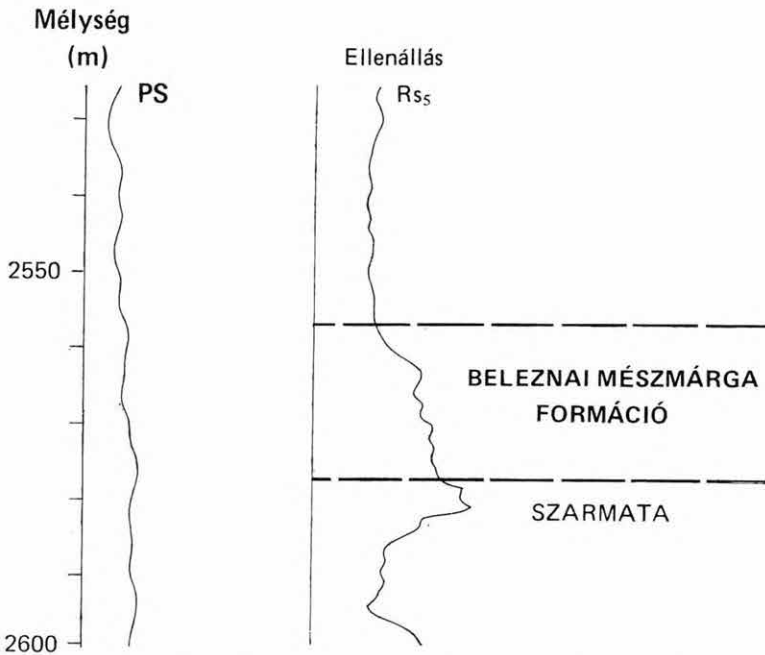 Mélység
(m)
PS
Ellenállás
Rs₅
2550
BELEZNAI MÉSZMÁRGA
FORMÁCIÓ
SZARMATA
2600